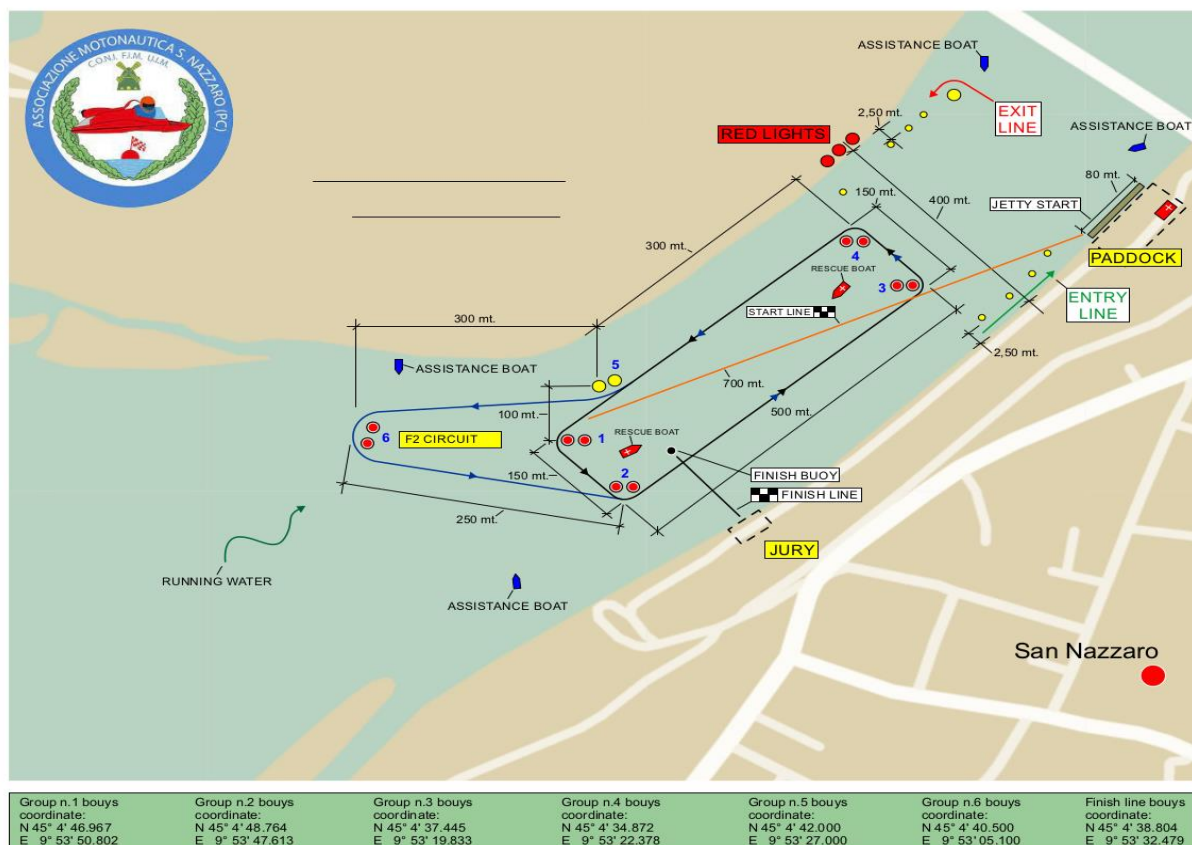 ASSOCIAZIONE MOTONAUTICA S. NAZZARO (PC)
C.O.N.I. F.I.M. U.I.M.
ASSISTANCE BOAT
EXIT
LINE
2,50 mt.
RED LIGHTS
ASSISTANCE BOAT
80 mt.
150 mt.
400 mt.
JETTY START
300 mt.
4
RESCUE BOAT
3
PADDOCK
ENTRY
LINE
START LINE
300 mt.
2,50 mt.
5
ASSISTANCE BOAT
700 mt.
500 mt.
100 mt.
6
F2 CIRCUIT
1
RESCUE BOAT
2
150 mt.
FINISH BUOY
FINISH LINE
250 mt.
JURY
RUNNING WATER
ASSISTANCE BOAT
San Nazzaro
Group n.1 bouys
coordinate:
N 45° 4' 46.967
E 9° 53' 50.802
Group n.2 bouys
coordinate:
N 45° 4' 48.764
E 9° 53' 47.613
Group n.3 bouys
coordinate:
N 45° 4' 37.445
E 9° 53' 19.833
Group n.4 bouys
coordinate:
N 45° 4' 34.872
E 9° 53' 22.378
Group n.5 bouys
coordinate:
N 45° 4' 42.000
E 9° 53' 27.000
Group n.6 bouys
coordinate:
N 45° 4' 40.500
E 9° 53' 05.100
Finish line bouys
coordinate:
N 45° 4' 38.804
E 9° 53' 32.479